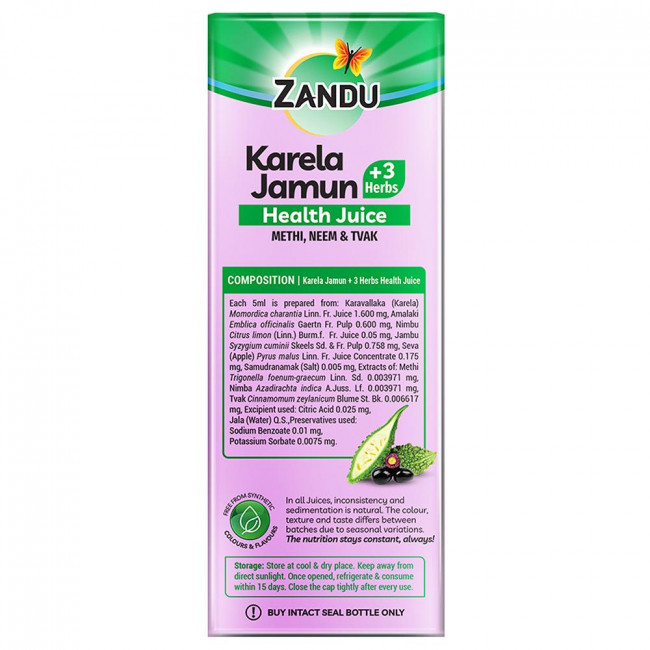 ZANDU
Karela
Jamun
+3
Herbs
Health Juice
METHI, NEEM & TVAK
COMPOSITION | Karela Jamun + 3 Herbs Health Juice
Each 5ml is prepared from: Karavallaka (Karela)
Momordica charantia Linn. Fr. Juice 1.600 mg, Amalaki
Emblica officinalis Gaertn Fr. Pulp 0.600 mg, Nimbu
Citrus limon (Linn.) Burm.f. Fr. Juice 0.05 mg, Jambu
Syzygium cuminii Skeels Sd. & Fr. Pulp 0.758 mg, Seva
(Apple) Pyrus malus Linn. Fr. Juice Concentrate 0.175
mg, Samudranamak (Salt) 0.005 mg, Extracts of: Methi
Trigonella foenum-graecum Linn. Sd. 0.003971 mg,
Nimba Azadirachta indica A.Juss. Lf. 0.003971 mg,
Tvak Cinnamomum zeylanicum Blume St. Bk. 0.006617
mg, Excipient used: Citric Acid 0.025 mg,
Jala (Water) Q.S.,Preservatives used:
Sodium Benzoate 0.01 mg,
Potassium Sorbate 0.0075 mg.
FREE FROM SYNTHETIC
COLOURS & FLAVOURS
In all Juices, inconsistency and
sedimentation is natural. The colour,
texture and taste differs between
batches due to seasonal variations.
The nutrition stays constant, always!
Storage: Store at cool & dry place. Keep away from
direct sunlight. Once opened, refrigerate & consume
within 15 days. Close the cap tightly after every use.
! BUY INTACT SEAL BOTTLE ONLY